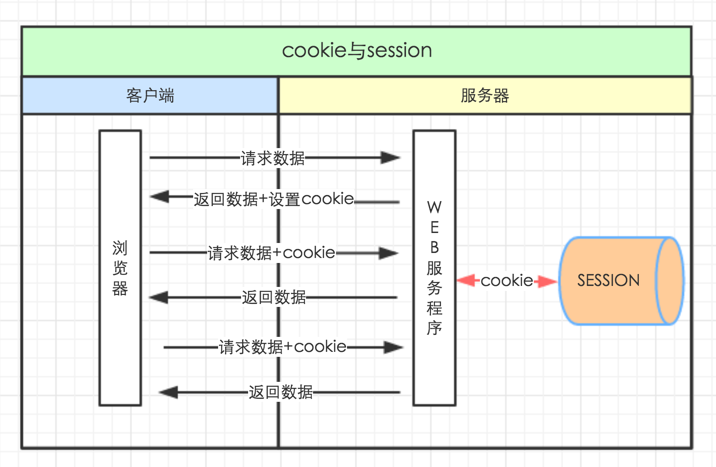 cookie与session
客户端
服务器
浏览器
请求数据
返回数据+设置cookie
请求数据+cookie
返回数据
请求数据+cookie
返回数据
WEB服务程序
cookie
SESSION